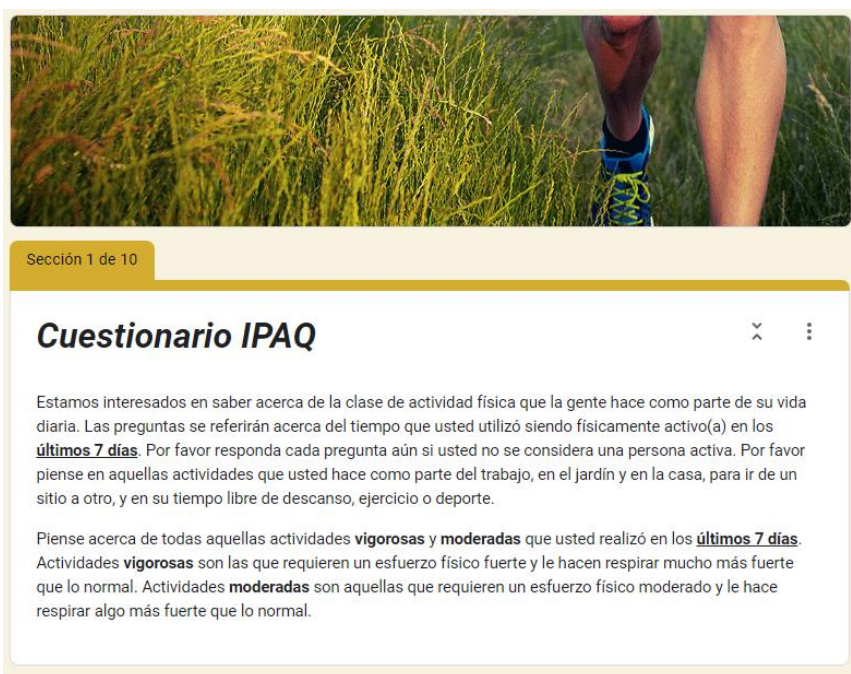 Sección 1 de 10
Cuestionario IPAQ
Estamos interesados en saber acerca de la clase de actividad física que la gente hace como parte de su vida
diaria. Las preguntas se referirán acerca del tiempo que usted utilizó siendo físicamente activo(a) en los
últimos 7 días. Por favor responda cada pregunta aún si usted no se considera una persona activa. Por favor
piense en aquellas actividades que usted hace como parte del trabajo, en el jardín y en la casa, para ir de un
sitio a otro, y en su tiempo libre de descanso, ejercicio o deporte.
Piense acerca de todas aquellas actividades vigorosas y moderadas que usted realizó en los últimos 7 días.
Actividades vigorosas son las que requieren un esfuerzo físico fuerte y le hacen respirar mucho más fuerte
que lo normal. Actividades moderadas son aquellas que requieren un esfuerzo físico moderado y le hace
respirar algo más fuerte que lo normal.